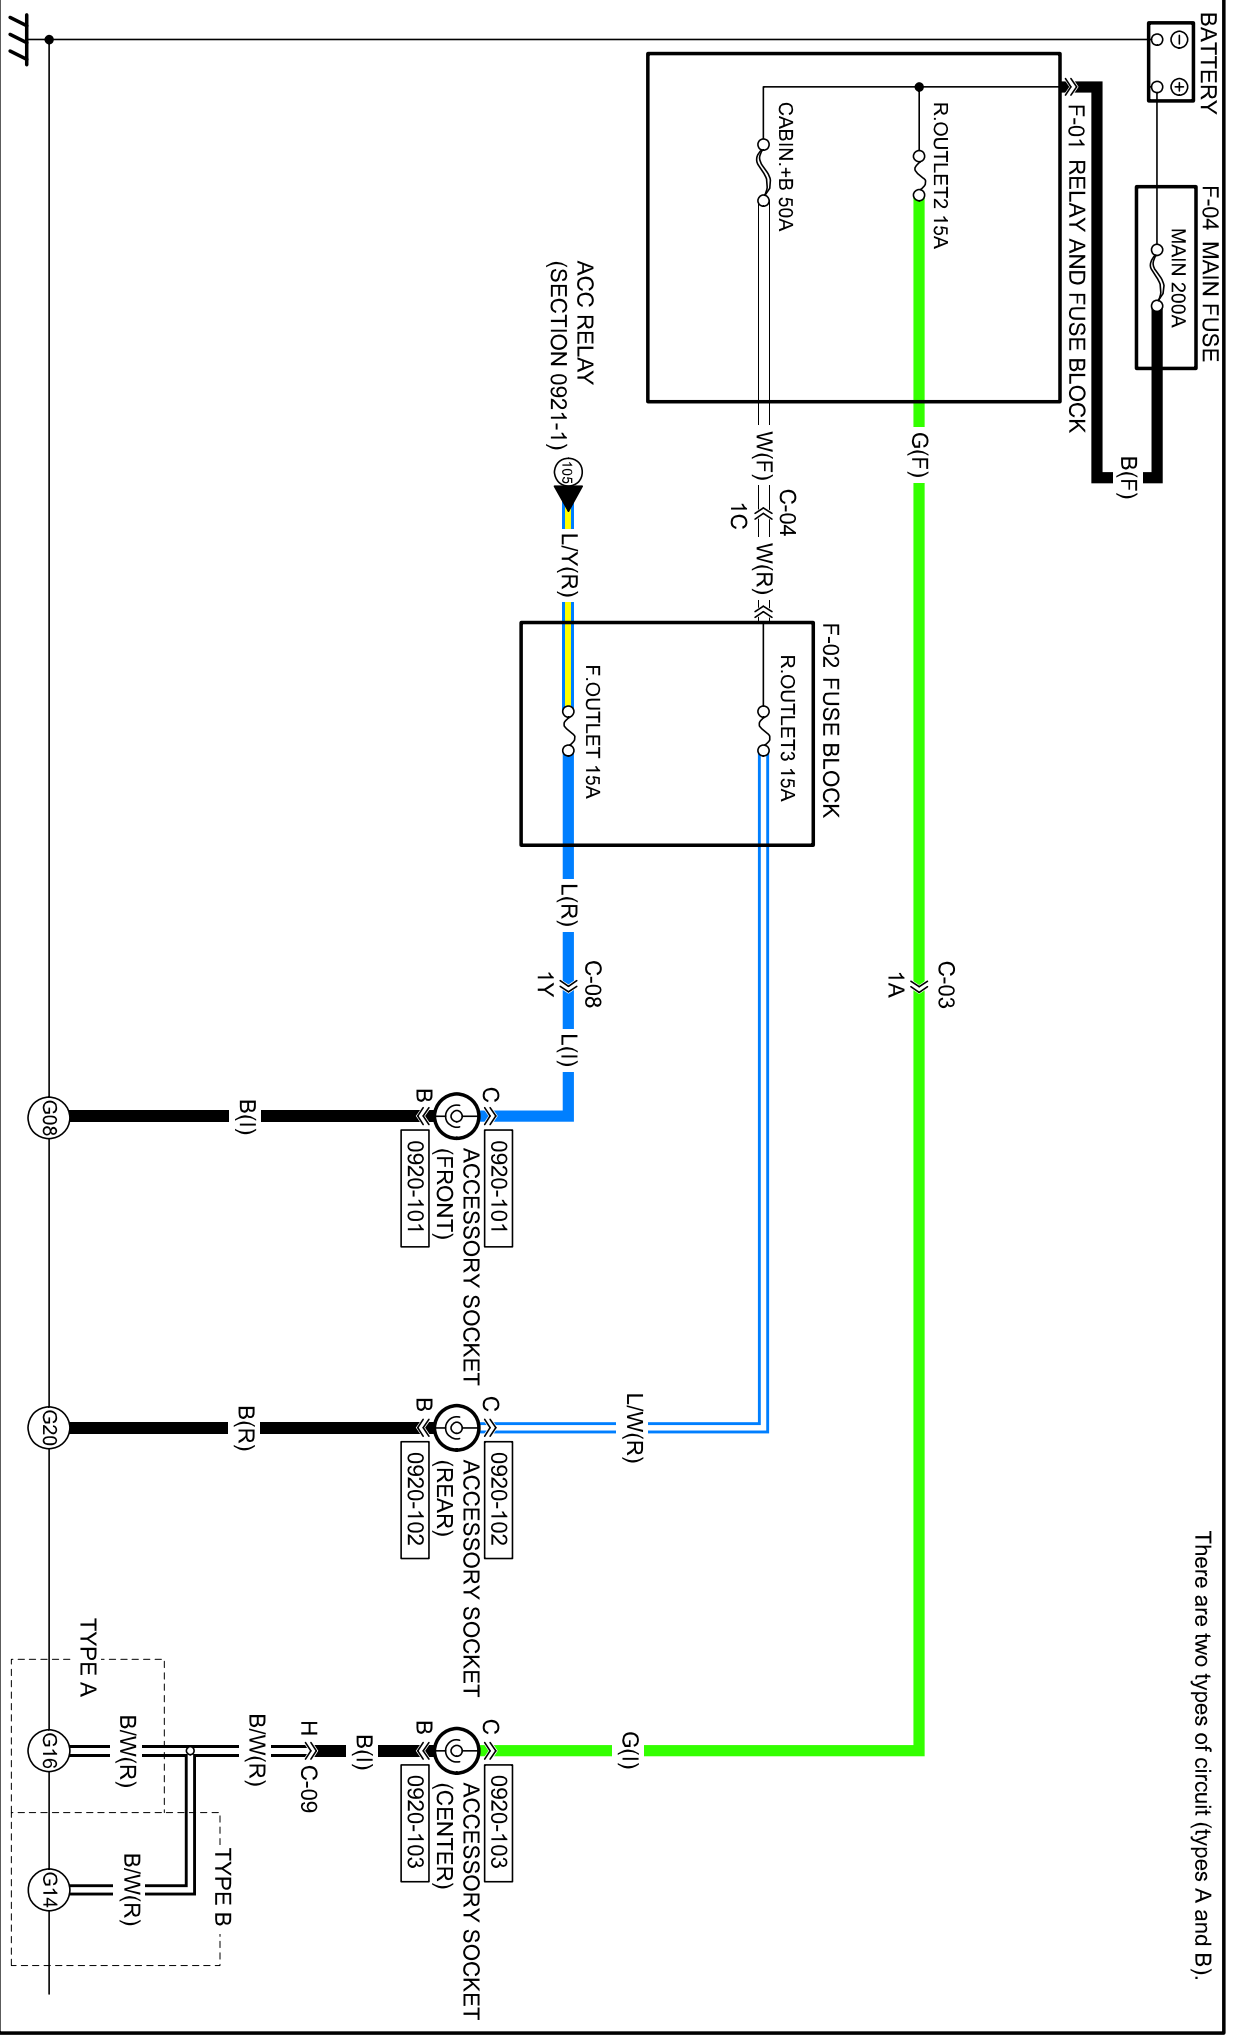 There are two types of circuit (types A and B).
BATTERY
- +
F-04 MAIN FUSE
MAIN 200A
B(F)
F-01 RELAY AND FUSE BLOCK
R.OUTLET2 15A
CABIN.+B 50A
G(F)
C-03
1A
G(I)
W(F)
C-04
1C
W(R)
F-02 FUSE BLOCK
R.OUTLET3 15A
F.OUTLET 15A
L/W(R)
ACC RELAY
(SECTION 0921-1)
105
L/Y(R)
L(R)
C-08
1Y
L(I)
C
0920-101
ACCESSORY SOCKET
(FRONT)
B
0920-101
B(I)
G08
C
0920-102
ACCESSORY SOCKET
(REAR)
B
0920-102
B(R)
G20
C
0920-103
ACCESSORY SOCKET
(CENTER)
B
0920-103
B(I)
H
C-09
B/W(R)
TYPE B
B/W(R)
B/W(R)
TYPE A
G16
G14